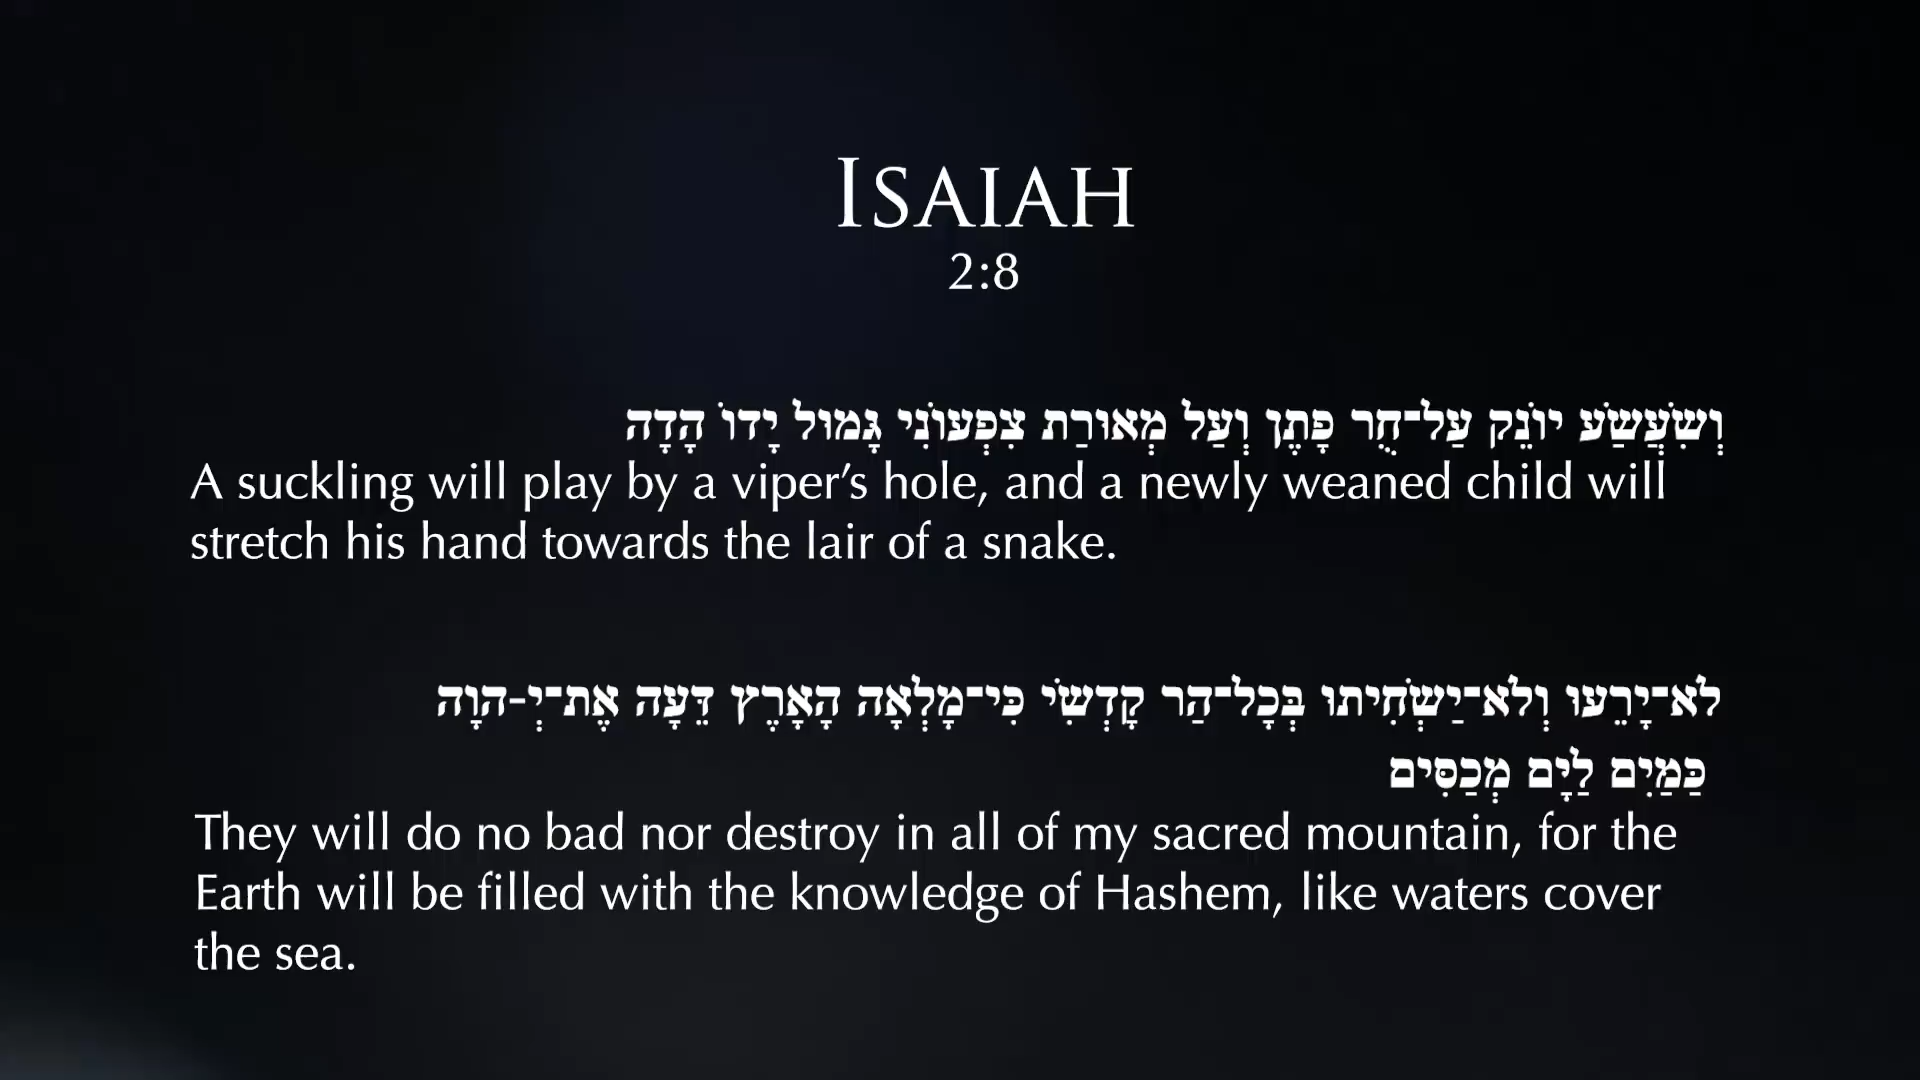 ISAIAH
2:8
וְשִׁעֲשַׁע יוֹנֵק עַל־חֻר פָּתֶן וְעַל מְאוּרַת צִפְעוֹנִי גָּמוּל יָדוֹ הָדָה
A suckling will play by a viper’s hole, and a newly weaned child will
stretch his hand towards the lair of a snake.
לֹא־יָרֵעוּ וְלֹא־יַשְׁחִיתוּ בְּכָל־הַר קָדְשִׁי כִּי־מָלְאָה הָאָרֶץ דֵּעָה אֶת־יְ-הוָה
כַּמַּיִם לַיָּם מְכַסִּים
They will do no bad nor destroy in all of my sacred mountain, for the
Earth will be filled with the knowledge of Hashem, like waters cover
the sea.